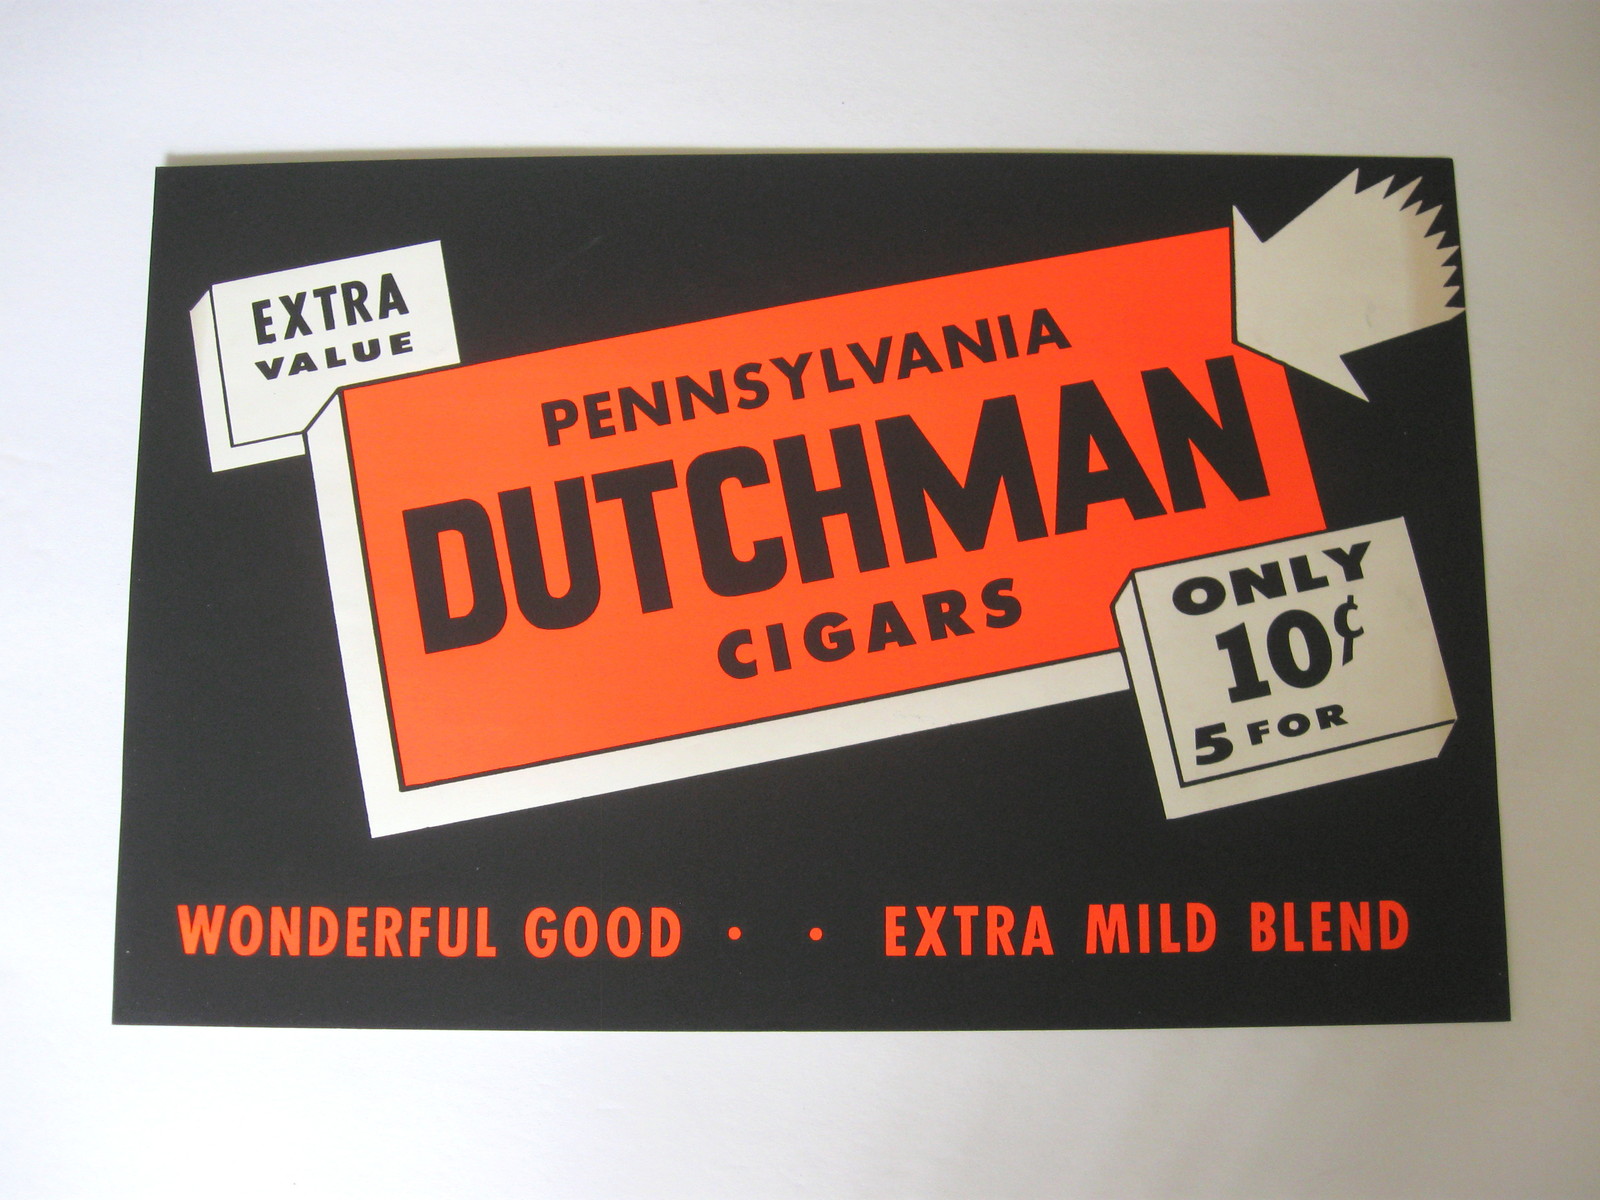 EXTRA
VALUE
PENNSYLVANIA
DUTCHMAN
CIGARS
ONLY
10¢
5 FOR
WONDERFUL GOOD • • EXTRA MILD BLEND